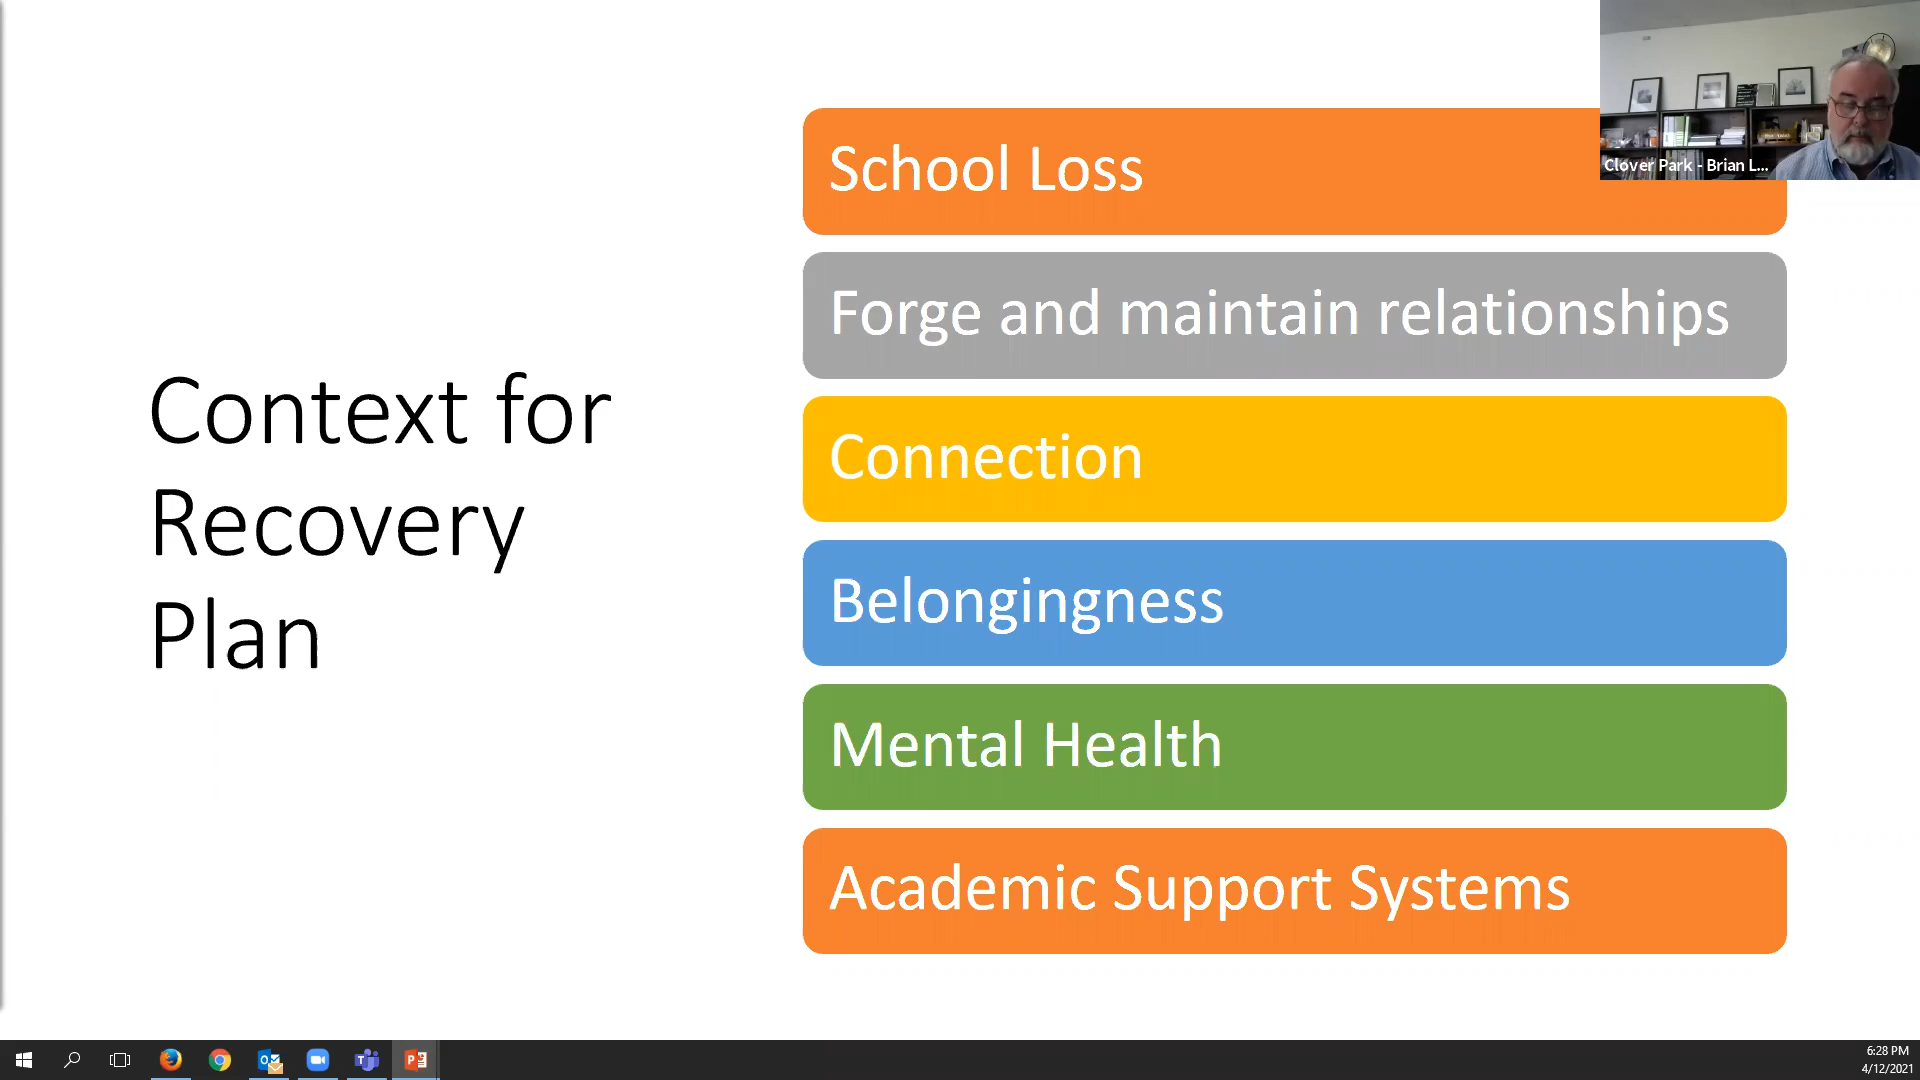 Context for
Recovery
Plan
School Loss
Forge and maintain relationships
Connection
Belongingness
Mental Health
Academic Support Systems
Clover Park - Brian L...
6:28 PM
4/12/2021